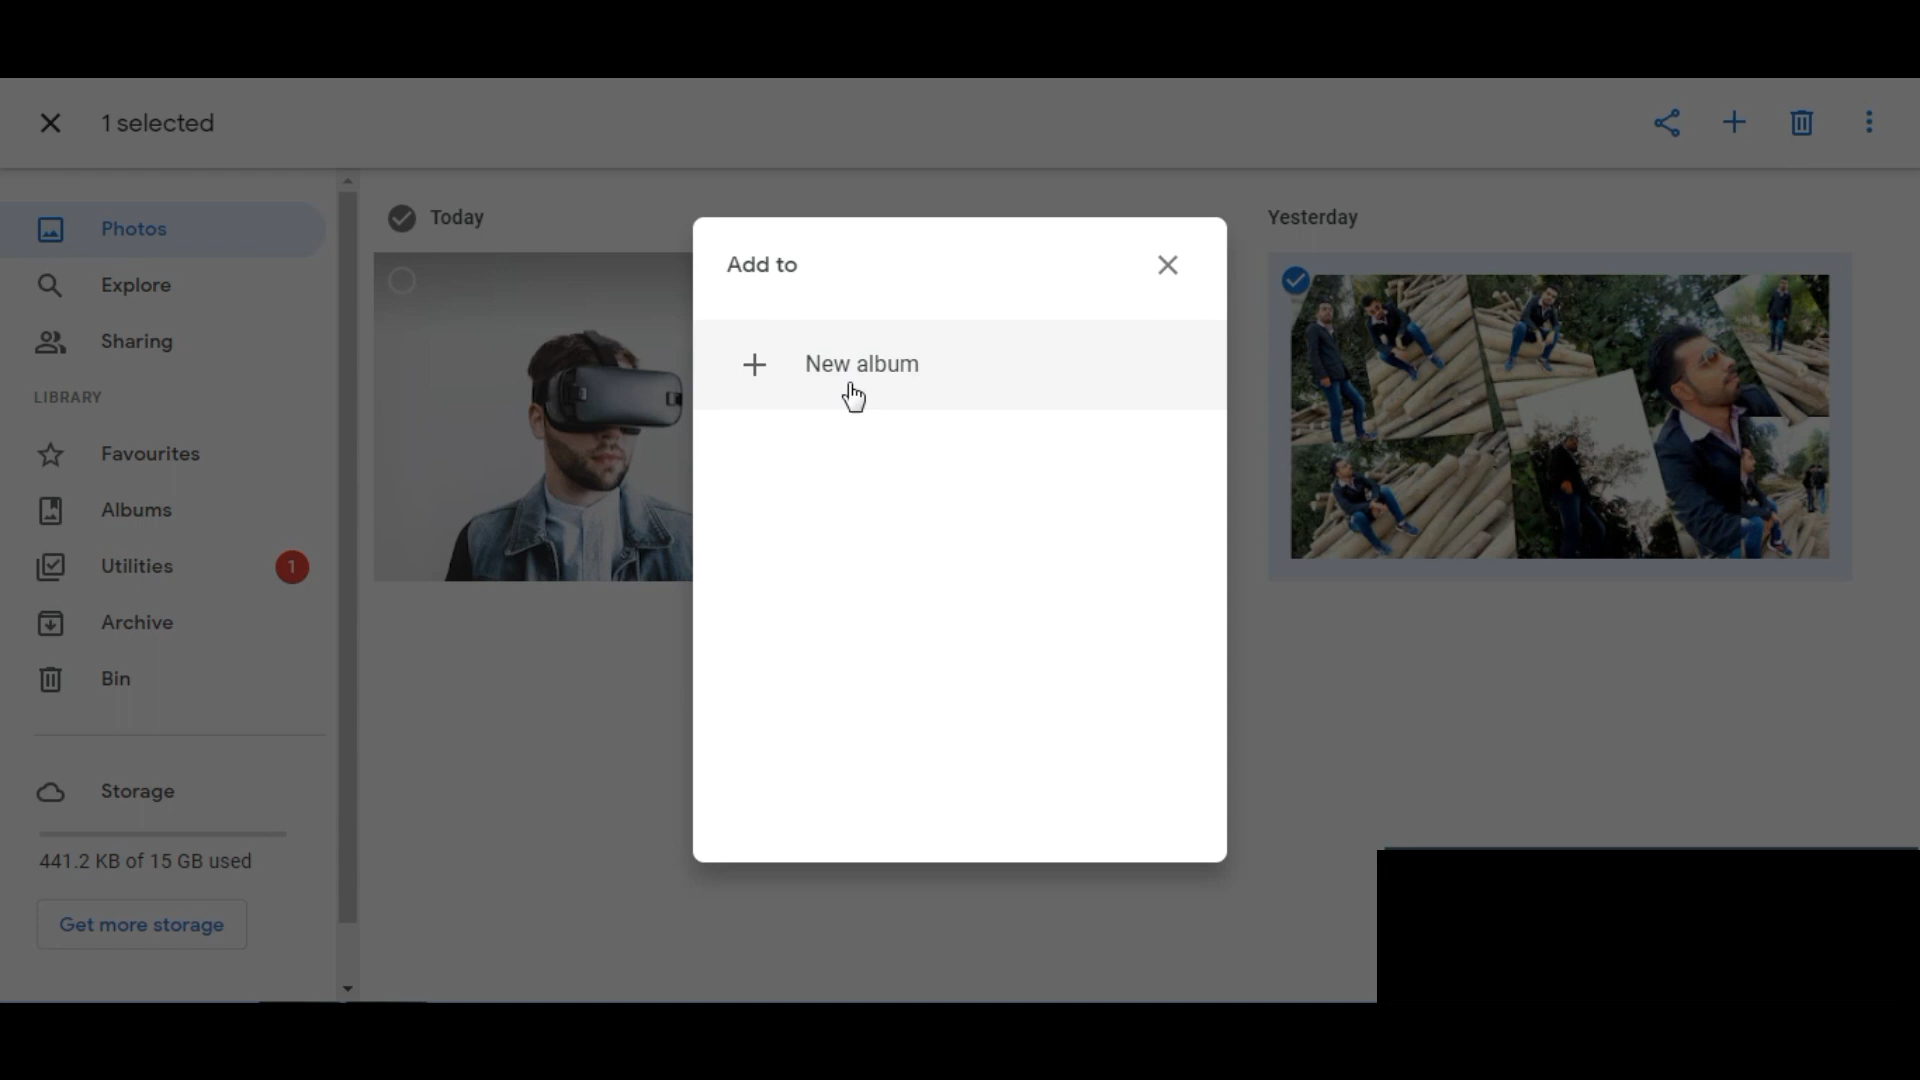 1 selected
Photos
Explore
Sharing
LIBRARY
Favourites
Albums
Utilities 1
Archive
Bin
Storage
441.2 KB of 15 GB used
Get more storage
Today
Yesterday
Add to
New album